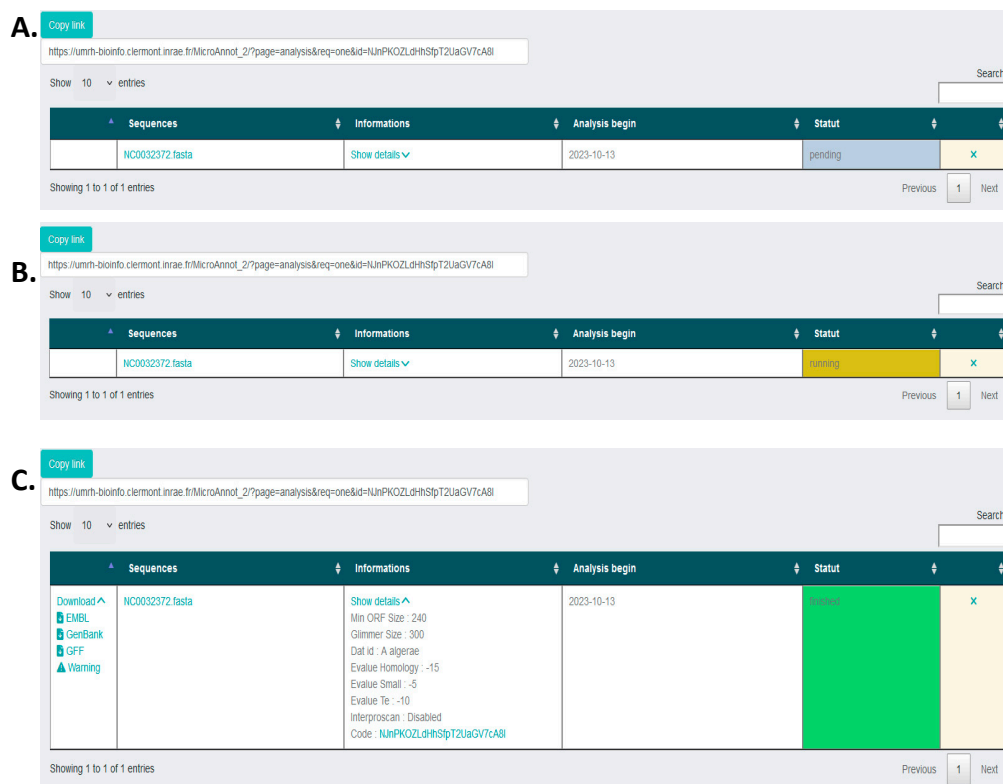 A.
Copy link
https://umrh-bioinfo.clermont.inrae.fr/MicroAnnot_2/?page=analysis&req=one&id=NJnPKOZLdHhSfpT2UaGV7cA8I
Show 10 entries
Search
Sequences Informations Analysis begin Statut
NC0032372.fasta Show details 2023-10-13 pending x
Showing 1 to 1 of 1 entries Previous 1 Next
Copy link
B.
https://umrh-bioinfo.clermont.inrae.fr/MicroAnnot_2/?page=analysis&req=one&id=NJnPKOZLdHhSfpT2UaGV7cA8I
Show 10 entries
Search
Sequences Informations Analysis begin Statut
NC0032372.fasta Show details 2023-10-13 running x
Showing 1 to 1 of 1 entries Previous 1 Next
Copy link
C.
https://umrh-bioinfo.clermont.inrae.fr/MicroAnnot_2/?page=analysis&req=one&id=NJnPKOZLdHhSfpT2UaGV7cA8I
Show 10 entries
Search
Sequences Informations Analysis begin Statut
Download NC0032372.fasta Show details 2023-10-13 finished x
EMBL Min ORF Size : 240
GenBank Glimmer Size : 300
GFF Dat id : A algerae
Warning Evalue Homology : -15
Evalue Small : -5
Evalue Te : -10
Interproscan : Disabled
Code : NJnPKOZLdHhSfpT2UaGV7cA8I
Showing 1 to 1 of 1 entries Previous 1 Next